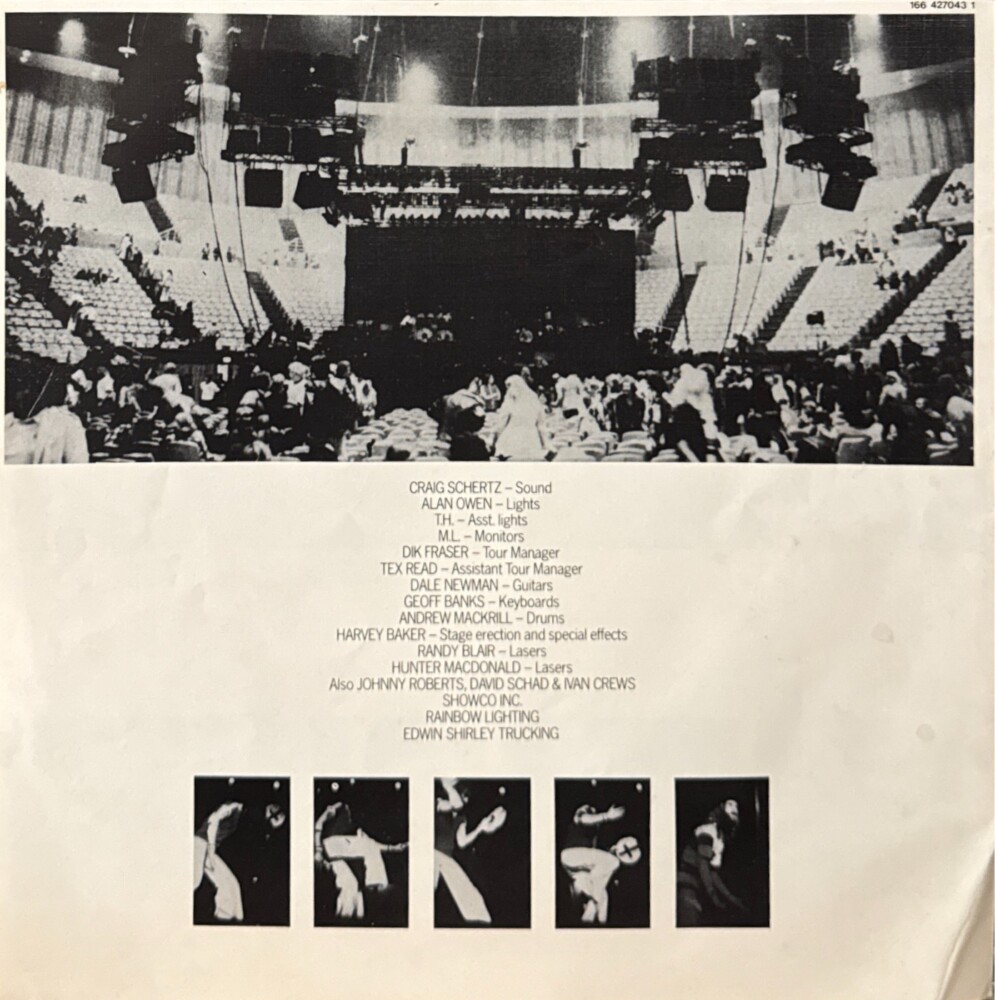 166 427043 1
CRAIG SCHERTZ – Sound
ALAN OWEN – Lights
T.H. – Asst. lights
M.L. – Monitors
DIK FRASER – Tour Manager
TEX READ – Assistant Tour Manager
DALE NEWMAN – Guitars
GEOFF BANKS – Keyboards
ANDREW MACKRILL – Drums
HARVEY BAKER – Stage erection and special effects
RANDY BLAIR – Lasers
HUNTER MACDONALD – Lasers
Also JOHNNY ROBERTS, DAVID SCHAD & IVAN CREWS
SHOWCO INC.
RAINBOW LIGHTING
EDWIN SHIRLEY TRUCKING